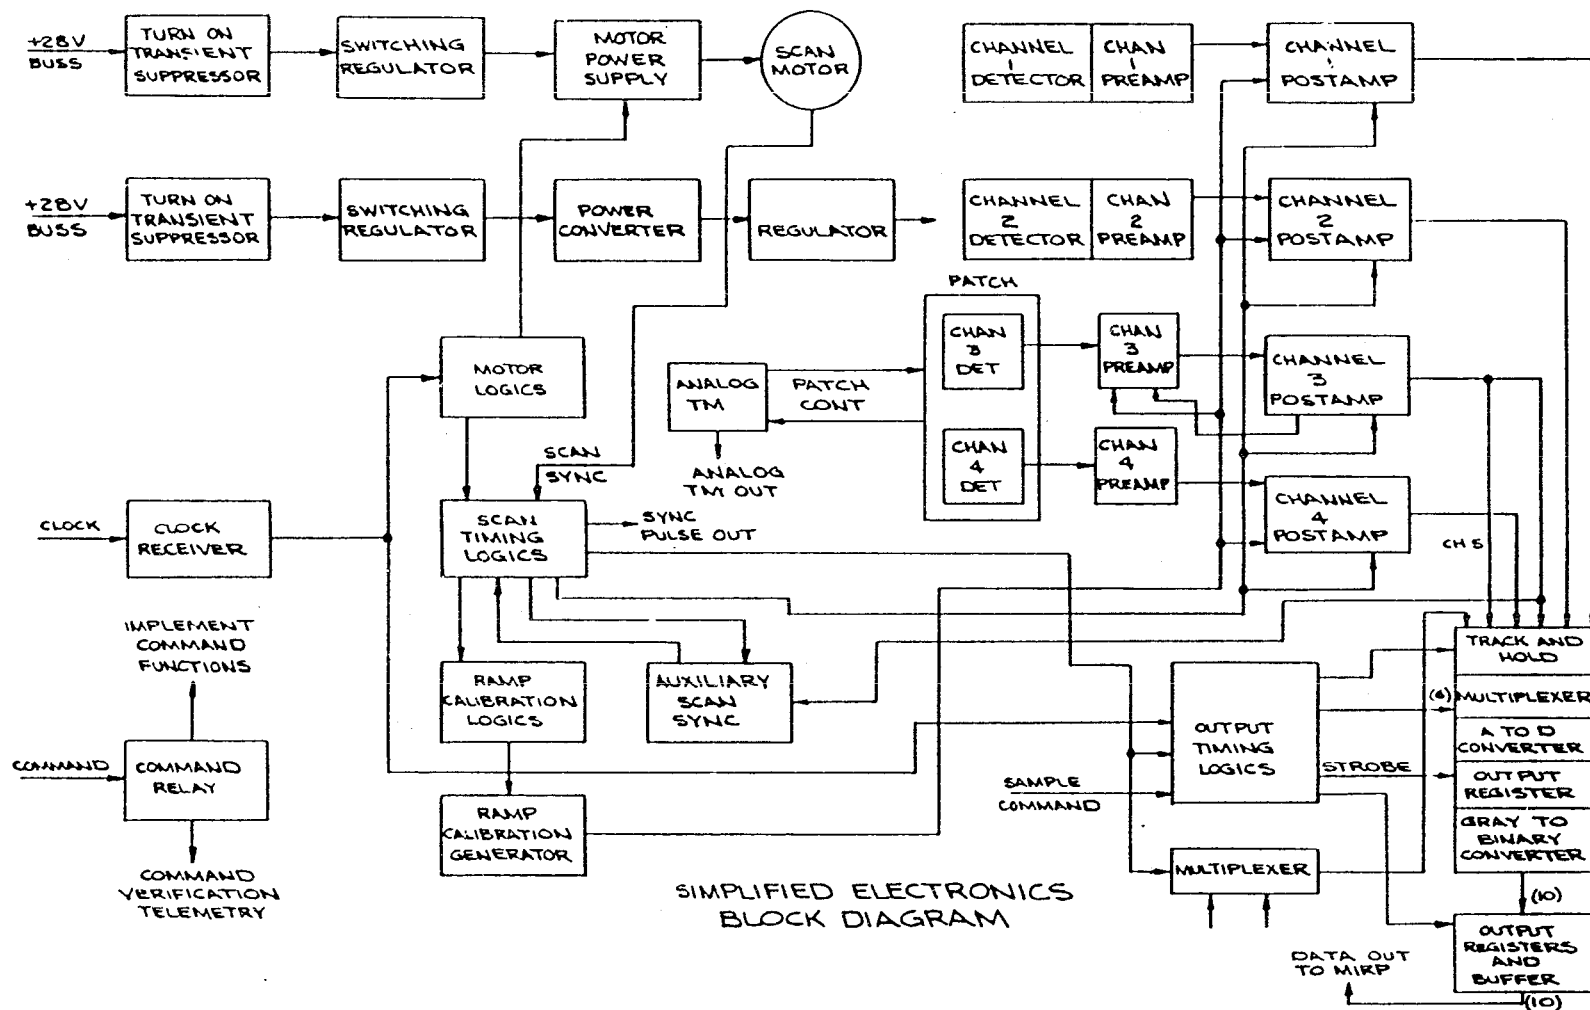 +28V
BUSS
TURN ON
TRANSIENT
SUPPRESSOR
SWITCHING
REGULATOR
MOTOR
POWER
SUPPLY
SCAN
MOTOR
CHANNEL
1
DETECTOR
CHAN
1
PREAMP
CHANNEL
1
POSTAMP
+28V
BUSS
TURN ON
TRANSIENT
SUPPRESSOR
SWITCHING
REGULATOR
POWER
CONVERTER
REGULATOR
CHANNEL
2
DETECTOR
CHAN
2
PREAMP
CHANNEL
2
POSTAMP
PATCH
CHAN
3
DET
CHAN
3
PREAMP
CHANNEL
3
POSTAMP
MOTOR
LOGICS
ANALOG
TM
PATCH
CONT
ANALOG
TM OUT
CHAN
4
DET
CHAN
4
PREAMP
CHANNEL
4
POSTAMP
CH 5
SCAN
SYNC
CLOCK
CLOCK
RECEIVER
SCAN
TIMING
LOGICS
SYNC
PULSE OUT
IMPLEMENT
COMMAND
FUNCTIONS
RAMP
CALIBRATION
LOGICS
AUXILIARY
SCAN
SYNC
OUTPUT
TIMING
LOGICS
TRACK AND
HOLD
(6)
MULTIPLEXER
A TO D
CONVERTER
STROBE
OUTPUT
REGISTER
GRAY TO
BINARY
CONVERTER
COMMAND
COMMAND
RELAY
SAMPLE
COMMAND
RAMP
CALIBRATION
GENERATOR
MULTIPLEXER
COMMAND
VERIFICATION
TELEMETRY
(10)
OUTPUT
REGISTERS
AND
BUFFER
(10)
DATA OUT
TO MIRP
SIMPLIFIED ELECTRONICS
BLOCK DIAGRAM